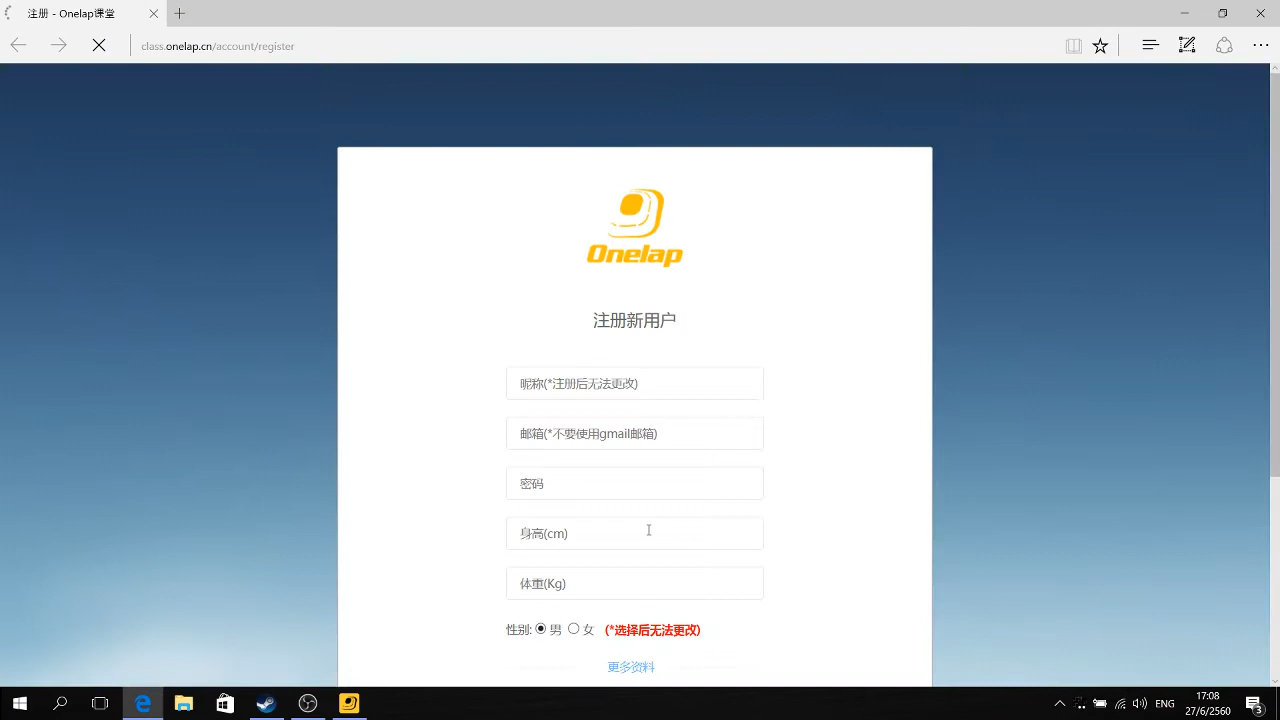 注册 - Onelap课堂
class.onelap.cn/account/register
Onelap
注册新用户
昵称(*注册后无法更改)
邮箱(*不要使用gmail邮箱)
密码
身高(cm)
体重(Kg)
性别: 男 女 (*选择后无法更改)
更多资料
ENG
17:08
27/6/2560
3